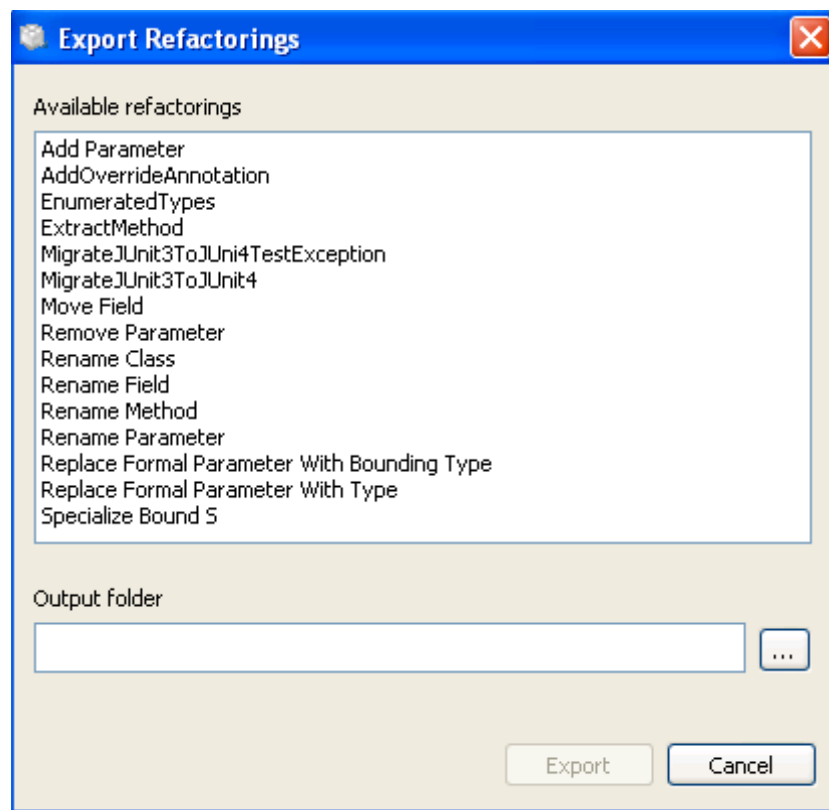 Export Refactorings
Available refactorings
Add Parameter
AddOverrideAnnotation
EnumeratedTypes
ExtractMethod
MigrateJUnit3ToJUni4TestException
MigrateJUnit3ToJUnit4
Move Field
Remove Parameter
Rename Class
Rename Field
Rename Method
Rename Parameter
Replace Formal Parameter With Bounding Type
Replace Formal Parameter With Type
Specialize Bound S
Output folder
...
Export Cancel